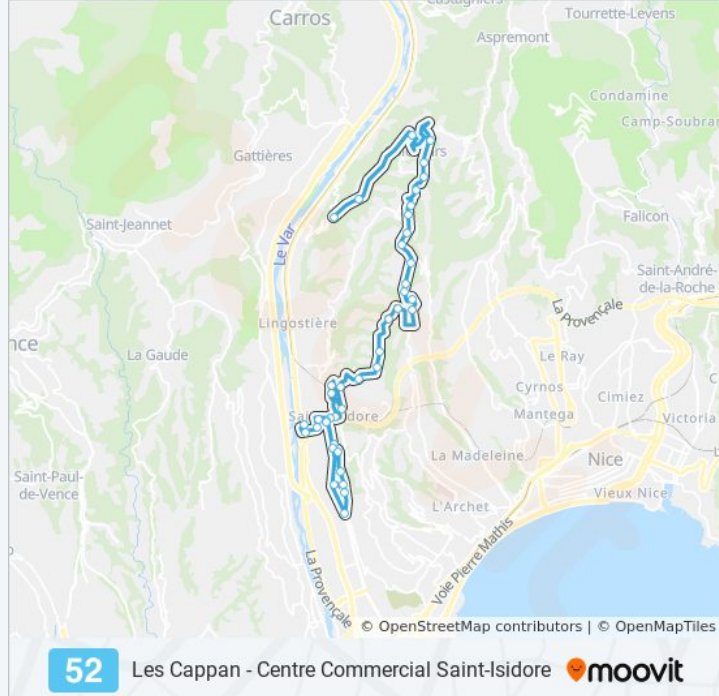 Castagniers
Carros
Tourrette-Levens
Aspremont
Condamine
Gattières
Saint-Jeannet
Falicon
Le Var
Saint-André-
de-la-Roche
La Provençale
Lingostière
La Gaude
Le Ray
Cyrnos
Cimiez
Mantega
Victoria
La Madeleine
Nice
Saint-Paul-
de-Vence
Vieux Nice
L'Archet
Voie Pierre Mathis
La Provençale
© OpenStreetMap contributors | © OpenMapTiles
52 Les Cappan - Centre Commercial Saint-Isidore moovit